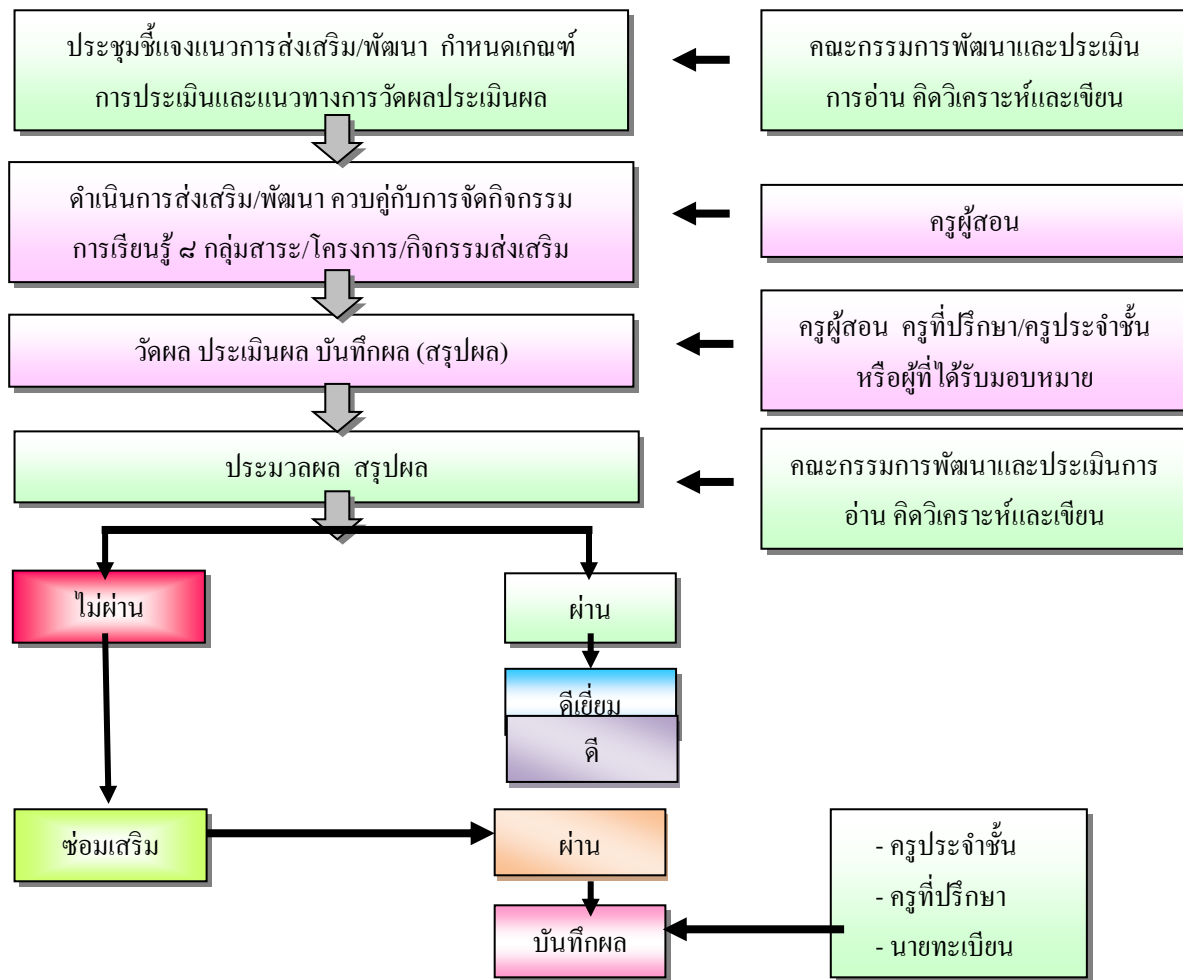 ประชุมชี้แจงแนวการส่งเสริม/พัฒนา กำหนดเกณฑ์
การประเมินและแนวทางการวัดผลประเมินผล
คณะกรรมการพัฒนาและประเมิน
การอ่าน คิดวิเคราะห์และเขียน
ดำเนินการส่งเสริม/พัฒนา ควบคู่กับการจัดกิจกรรม
การเรียนรู้ ๘ กลุ่มสาระ/โครงการ/กิจกรรมส่งเสริม
ครูผู้สอน
วัดผล ประเมินผล บันทึกผล (สรุปผล)
ครูผู้สอน ครูที่ปรึกษา/ครูประจำชั้น
หรือผู้ที่ได้รับมอบหมาย
ประมวลผล สรุปผล
คณะกรรมการพัฒนาและประเมินการ
อ่าน คิดวิเคราะห์และเขียน
ไม่ผ่าน
ผ่าน
ดีเยี่ยม
ดี
ซ่อมเสริม
ผ่าน
บันทึกผล
- ครูประจำชั้น
- ครูที่ปรึกษา
- นายทะเบียน